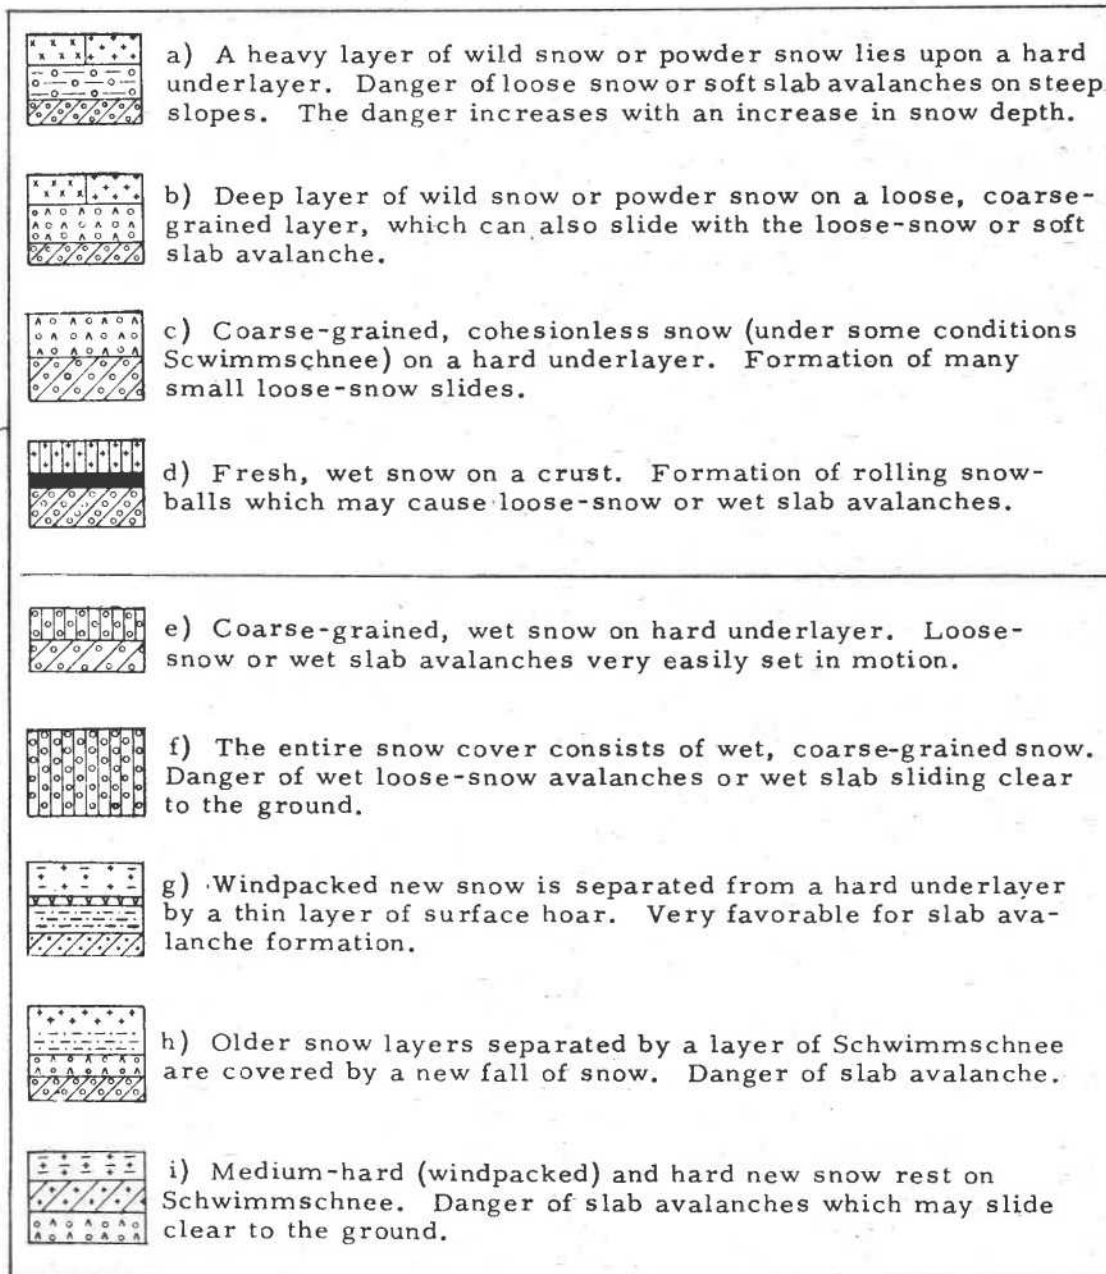 a) A heavy layer of wild snow or powder snow lies upon a hard
underlayer. Danger of loose snow or soft slab avalanches on steep
slopes. The danger increases with an increase in snow depth.
b) Deep layer of wild snow or powder snow on a loose, coarse-
grained layer, which can also slide with the loose-snow or soft
slab avalanche.
c) Coarse-grained, cohesionless snow (under some conditions
Scwimmschnee) on a hard underlayer. Formation of many
small loose-snow slides.
d) Fresh, wet snow on a crust. Formation of rolling snow-
balls which may cause loose-snow or wet slab avalanches.
e) Coarse-grained, wet snow on hard underlayer. Loose-
snow or wet slab avalanches very easily set in motion.
f) The entire snow cover consists of wet, coarse-grained snow.
Danger of wet loose-snow avalanches or wet slab sliding clear
to the ground.
g) Windpacked new snow is separated from a hard underlayer
by a thin layer of surface hoar. Very favorable for slab ava-
lanche formation.
h) Older snow layers separated by a layer of Schwimmschnee
are covered by a new fall of snow. Danger of slab avalanche.
i) Medium-hard (windpacked) and hard new snow rest on
Schwimmschnee. Danger of slab avalanches which may slide
clear to the ground.